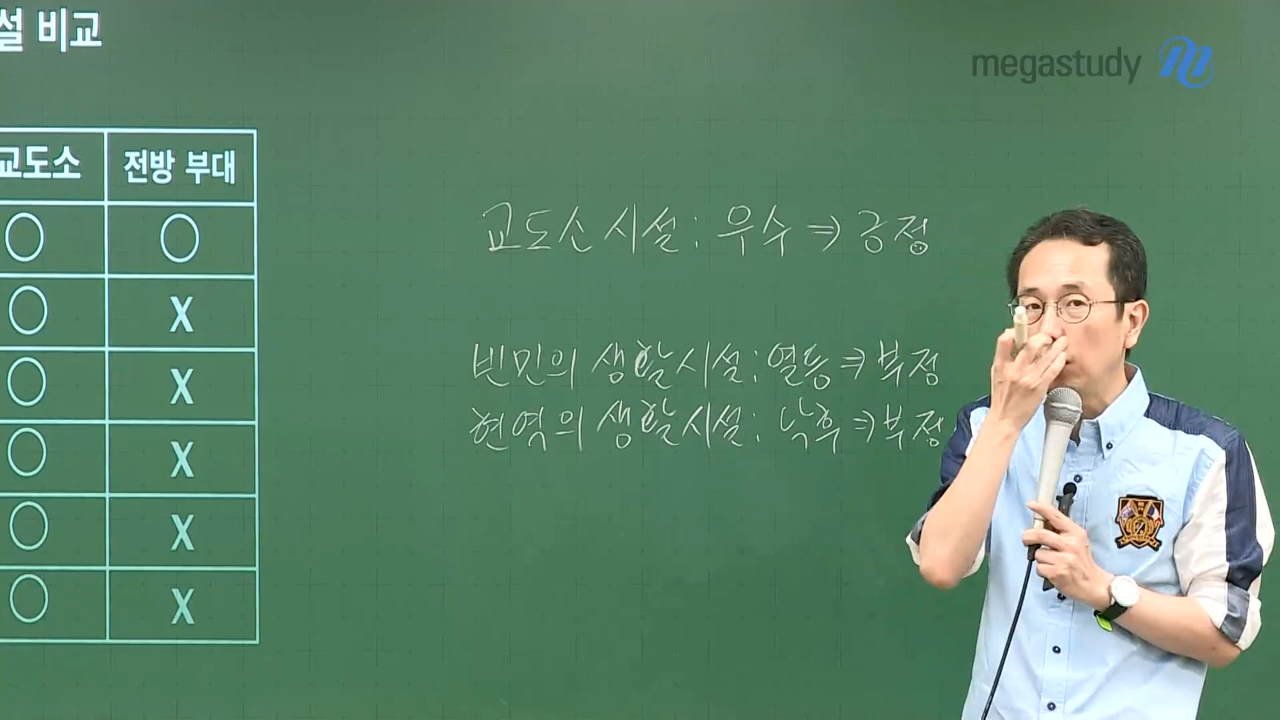 설 비교
megastudy
교도소 전방 부대
○ ○
○ X
○ X
○ X
○ X
○ X
교도소 시설 : 우수 ⇒ 긍정
빈민의 생활시설 : 열등 ⇒ 부정
현역의 생활시설 : 낙후 ⇒ 부정